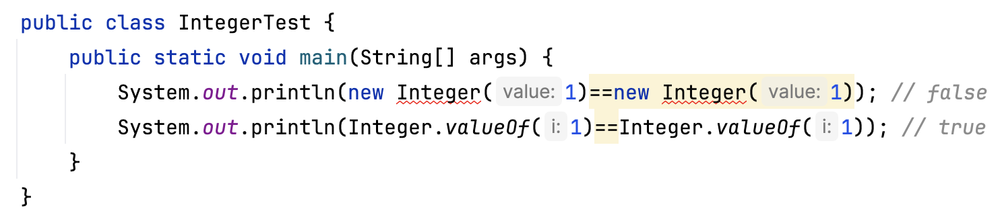 public class IntegerTest {
public static void main(String[] args) {
System.out.println(new Integer( value: 1)==new Integer( value: 1)); // false
System.out.println(Integer.valueOf( i: 1)==Integer.valueOf( i: 1)); // true
}
}